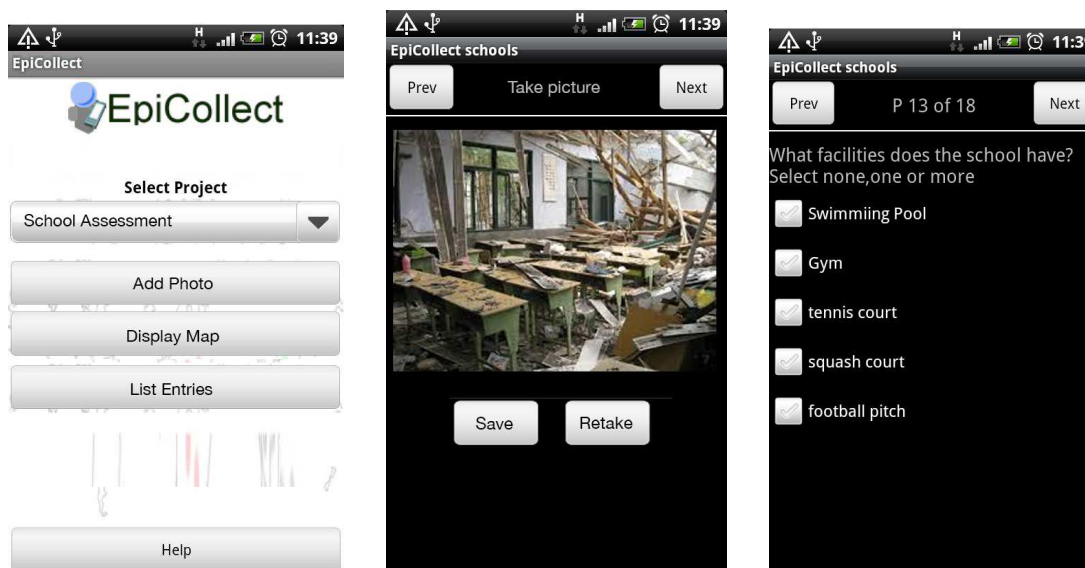 H
11:39
EpiCollect
EpiCollect
Select Project
School Assessment
Add Photo
Display Map
List Entries
Help
H
11:39
EpiCollect schools
Prev
Take picture
Next
Save
Retake
H
11:39
EpiCollect schools
Prev
P 13 of 18
Next
What facilities does the school have?
Select none,one or more
Swimmiing Pool
Gym
tennis court
squash court
football pitch